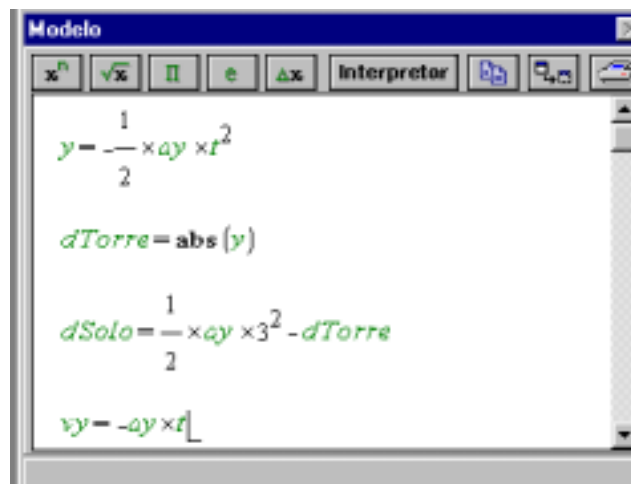 Modelo
xⁿ √x Π e Δx Interpretor
y = -1/2 × ay × t²
dTorre = abs (y)
dSolo = 1/2 × ay × 3² - dTorre
vy = -ay × t